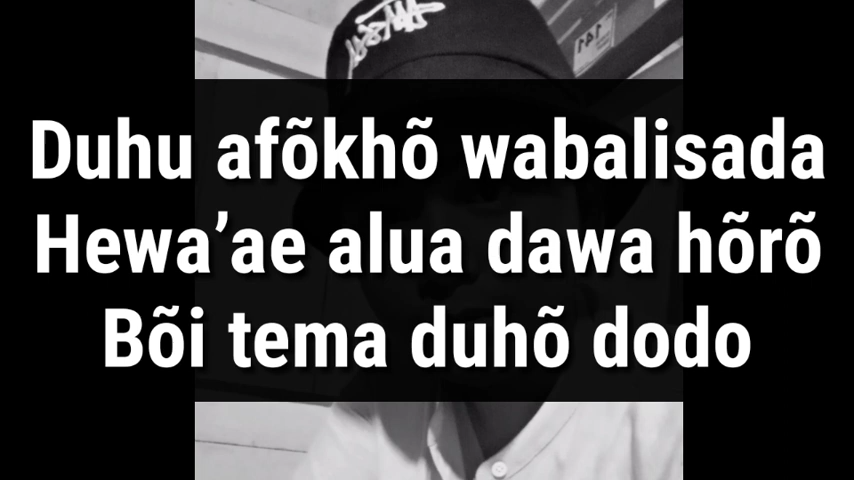 Duhu afõkhõ wabalisada
Hewa’ae alua dawa hõrõ
Bõi tema duhõ dodo